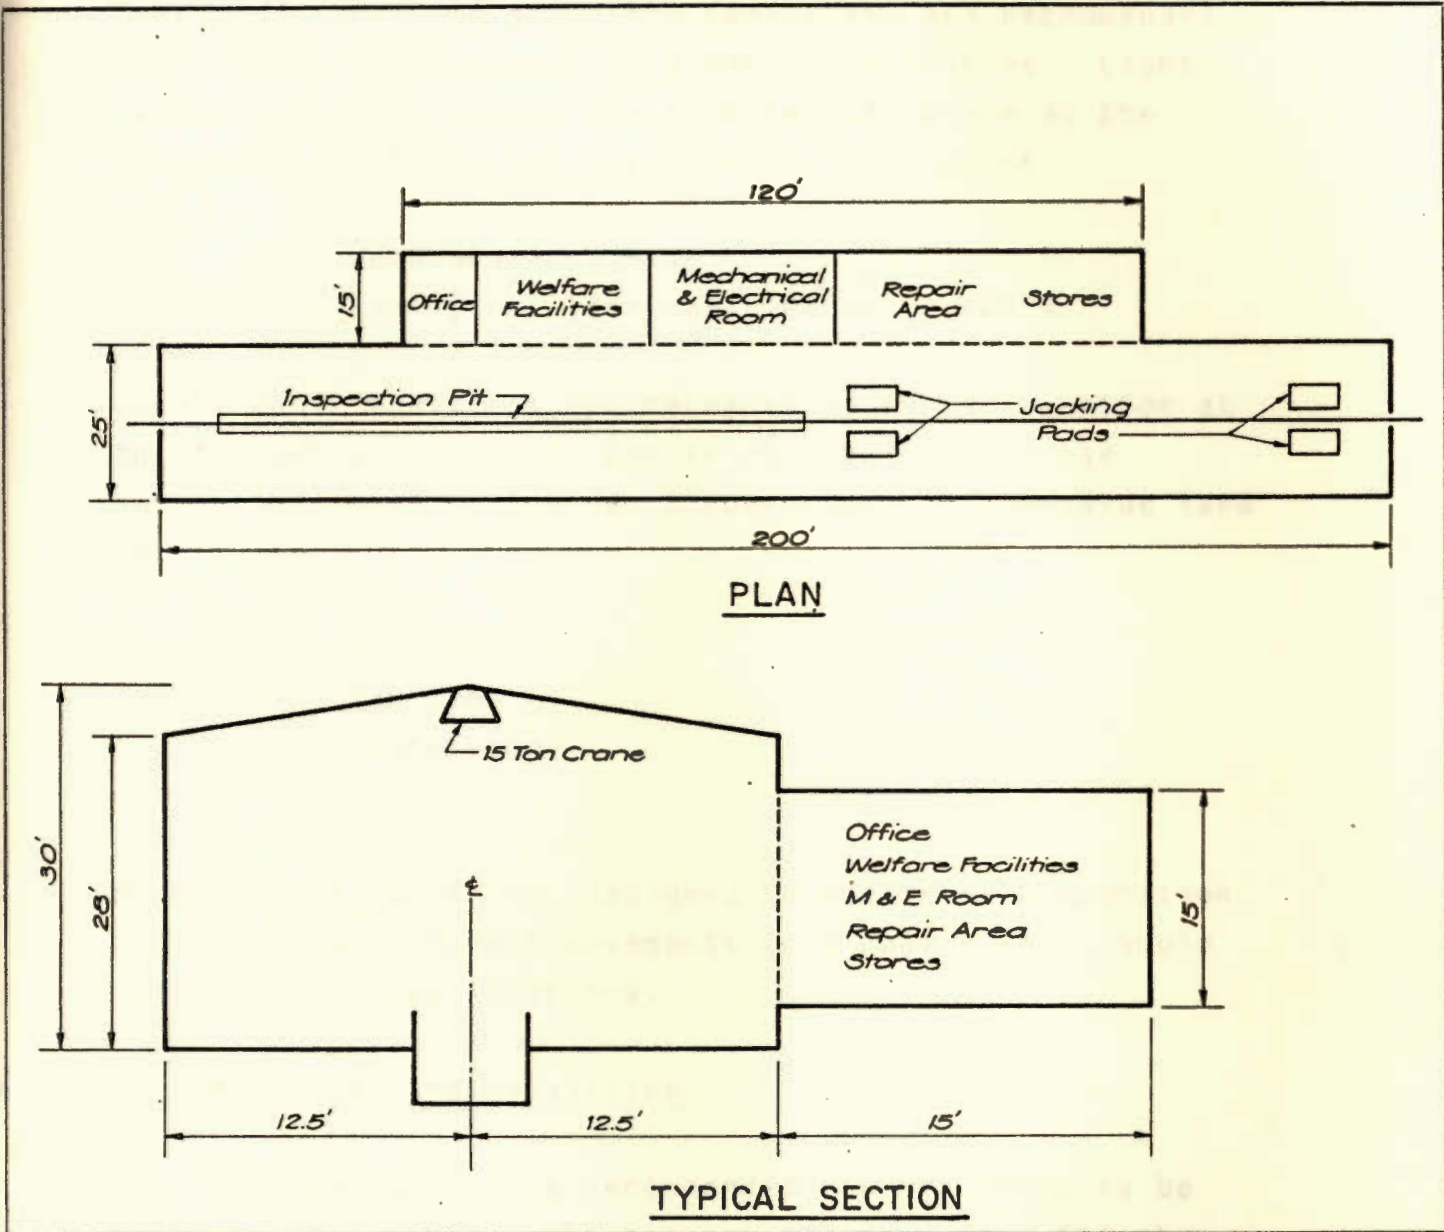 120'
15'
Office
Welfare
Facilities
Mechanical
& Electrical
Room
Repair
Area
Stores
25'
Inspection Pit
Jacking
Pads
200'
PLAN
30'
28'
15 Ton Crane
℄
Office
Welfare Facilities
M & E Room
Repair Area
Stores
15'
12.5'
12.5'
15'
TYPICAL SECTION